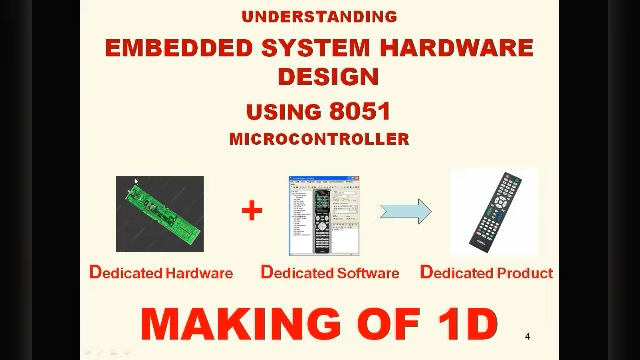 UNDERSTANDING
EMBEDDED SYSTEM HARDWARE
DESIGN
USING 8051
MICROCONTROLLER
+
Dedicated Hardware Dedicated Software Dedicated Product
MAKING OF 1D
4